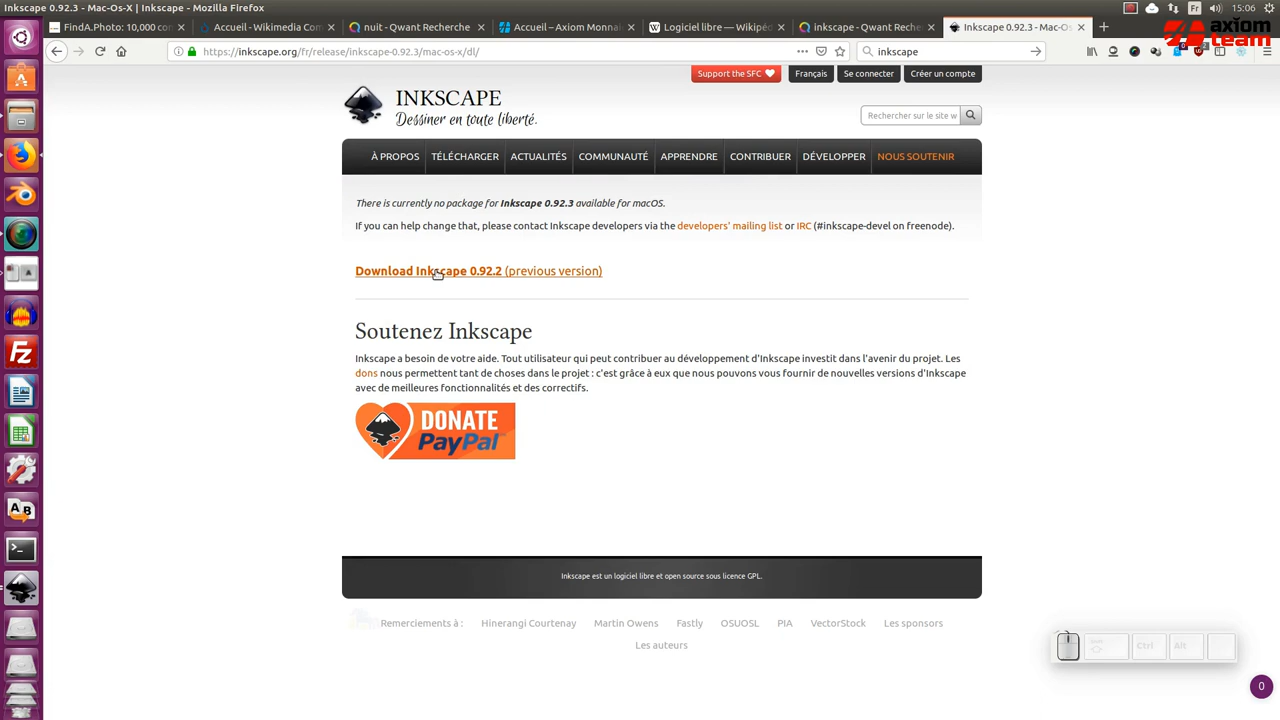 Inkscape 0.92.3 - Mac-Os-X | Inkscape - Mozilla Firefox
Fr
15:06
FindA.Photo: 10,000 co
Accueil - Wikimedia Com
nuit - Qwant Recherche
Accueil – Axiom Monnaie
Logiciel libre — Wikipéd
inkscape - Qwant Reche
Inkscape 0.92.3 - Mac-Os
axiom
team
https://inkscape.org/fr/release/inkscape-0.92.3/mac-os-x/dl/
inkscape
Support the SFC
Français
Se connecter
Créer un compte
INKSCAPE
Dessiner en toute liberté.
Rechercher sur le site w
À PROPOS
TÉLÉCHARGER
ACTUALITÉS
COMMUNAUTÉ
APPRENDRE
CONTRIBUER
DÉVELOPPER
NOUS SOUTENIR
There is currently no package for Inkscape 0.92.3 available for macOS.
If you can help change that, please contact Inkscape developers via the developers' mailing list or IRC (#inkscape-devel on freenode).
Download Inkscape 0.92.2 (previous version)
Soutenez Inkscape
Inkscape a besoin de votre aide. Tout utilisateur qui peut contribuer au développement d'Inkscape investit dans l'avenir du projet. Les
dons nous permettent tant de choses dans le projet : c'est grâce à eux que nous pouvons vous fournir de nouvelles versions d'Inkscape
avec de meilleures fonctionnalités et des correctifs.
DONATE
PayPal
Inkscape est un logiciel libre et open source sous licence GPL.
Remerciements à :
Hinerangi Courtenay
Martin Owens
Fastly
OSUOSL
PIA
VectorStock
Les sponsors
Les auteurs
Ctrl
Alt
0